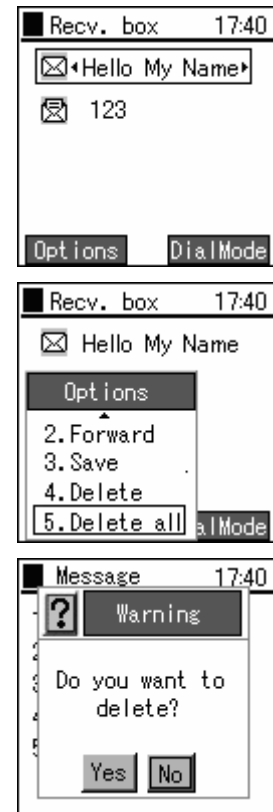 Recv. box 17:40
Hello My Name
123
Options DialMode
Recv. box 17:40
Hello My Name
Options
2.Forward
3.Save
4.Delete
5.Delete all alMode
Message 17:40
? Warning
Do you want to
delete?
Yes No